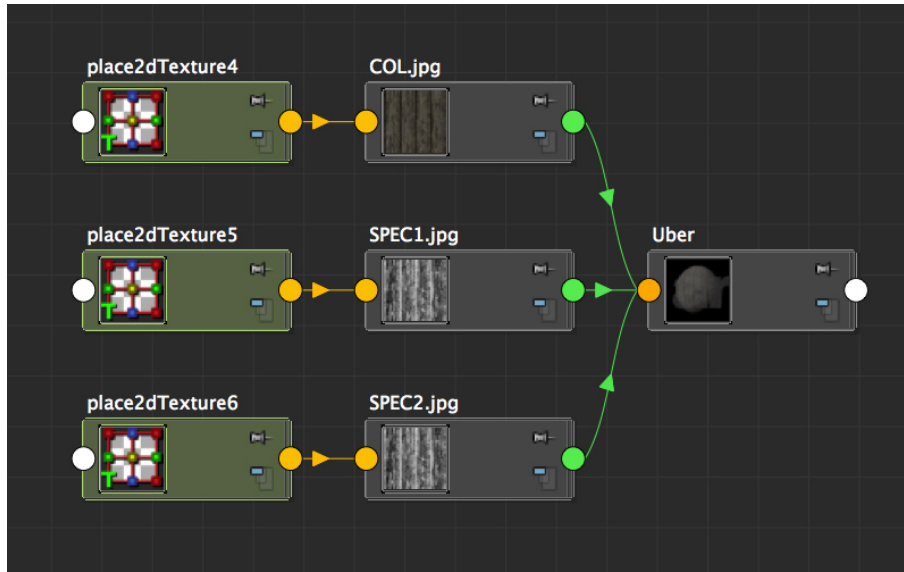 place2dTexture4
COL.jpg
place2dTexture5
SPEC1.jpg
Uber
place2dTexture6
SPEC2.jpg